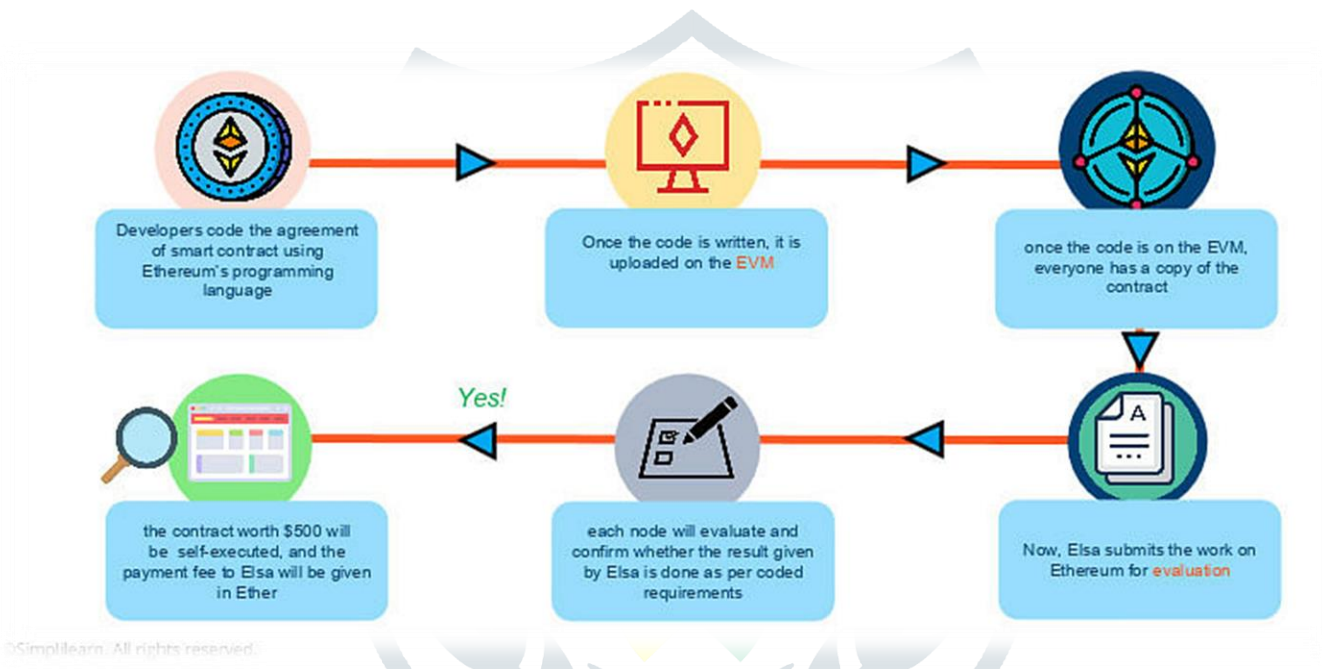 Developers code the agreement
of smart contract using
Ethereum's programming
language
Once the code is written, it is
uploaded on the EVM
once the code is on the EVM,
everyone has a copy of the
contract
Yes!
the contract worth $500 will
be self-executed, and the
payment fee to Elsa will be given
in Ether
each node will evaluate and
confirm whether the result given
by Elsa is done as per coded
requirements
A
Now, Elsa submits the work on
Ethereum for evaluation
©Simplilearn. All rights reserved.